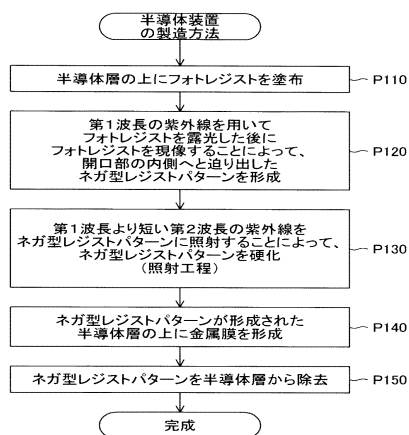 半導体装置
の製造方法
半導体層の上にフォトレジストを塗布
P110
第1波長の紫外線を用いて
フォトレジストを露光した後に
フォトレジストを現像することによって、
開口部の内側へと迫り出した
ネガ型レジストパターンを形成
P120
第1波長より短い第2波長の紫外線を
ネガ型レジストパターンに照射することによって、
ネガ型レジストパターンを硬化
(照射工程)
P130
ネガ型レジストパターンが形成された
半導体層の上に金属膜を形成
P140
ネガ型レジストパターンを半導体層から除去
P150
完成